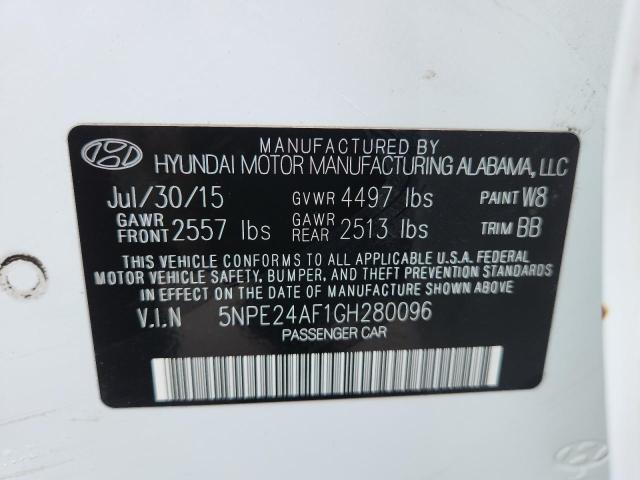 MANUFACTURED BY
HYUNDAI MOTOR MANUFACTURING ALABAMA, LLC
Jul/30/15 GVWR 4497 lbs PAINT W8
GAWR FRONT 2557 lbs GAWR REAR 2513 lbs TRIM BB
THIS VEHICLE CONFORMS TO ALL APPLICABLE U.S.A. FEDERAL
MOTOR VEHICLE SAFETY, BUMPER, AND THEFT PREVENTION STANDARDS
IN EFFECT ON THE DATE OF MANUFACTURE SHOWN ABOVE.
V.I.N 5NPE24AF1GH280096
PASSENGER CAR